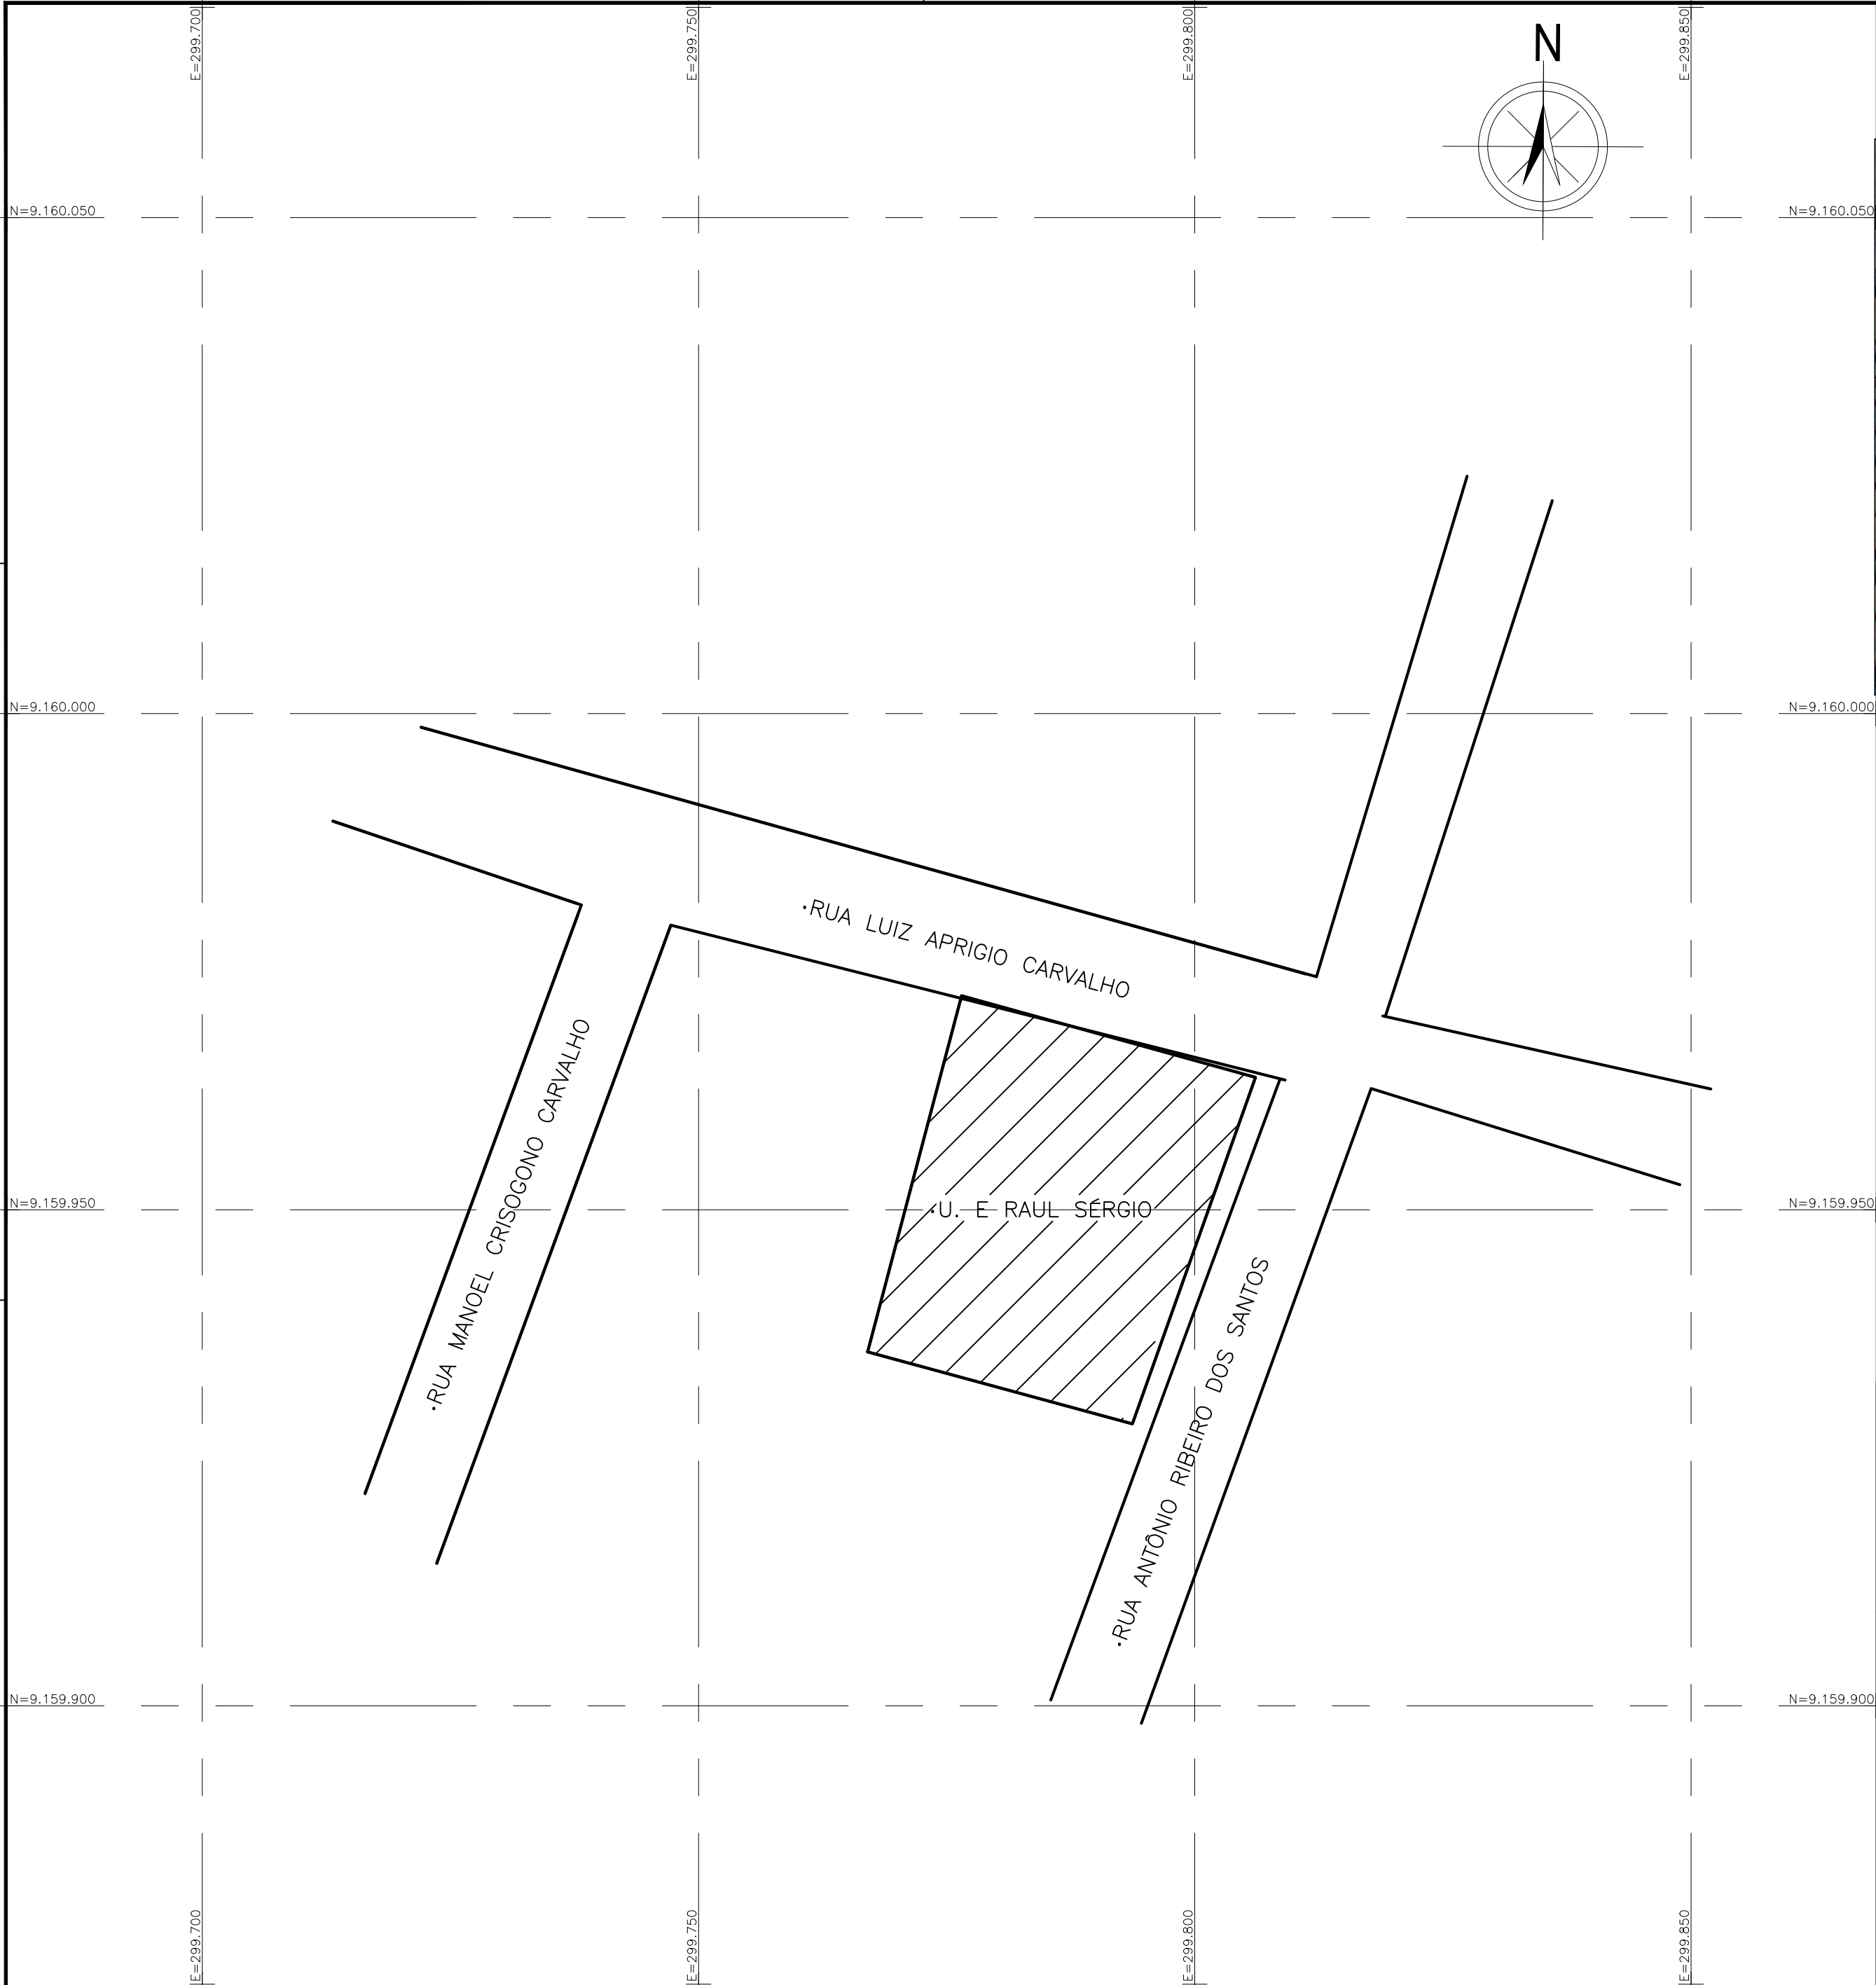 E=299.700
E=299.750
E=299.800
E=299.850
N
N=9.160.050
N=9.160.050
N=9.160.000
N=9.160.000
.RUA LUIZ APRIGIO CARVALHO
.RUA MANOEL CRISOGONO CARVALHO
N=9.159.950
.U. E RAUL SÉRGIO
N=9.159.950
.RUA ANTÔNIO RIBEIRO DOS SANTOS
N=9.159.900
N=9.159.900
E=299.700
E=299.750
E=299.800
E=299.850